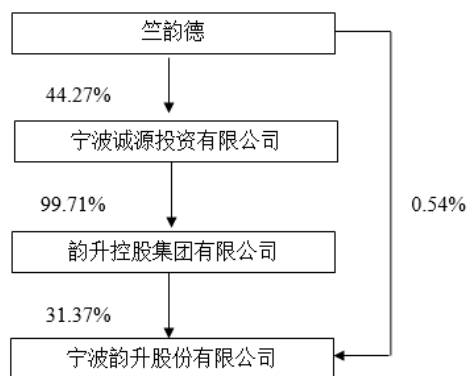 竺韵德
44.27%
宁波诚源投资有限公司
99.71%
0.54%
韵升控股集团有限公司
31.37%
宁波韵升股份有限公司